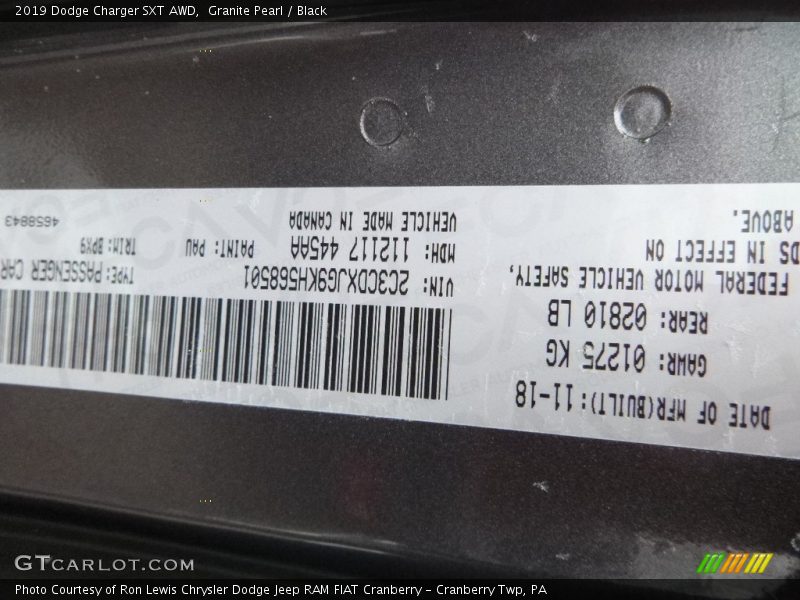 2019 Dodge Charger SXT AWD,  Granite Pearl / Black
DATE OF MFR(BUILT):11-18
GAWR: 01275 KG
REAR: 02810 LB
FEDERAL MOTOR VEHICLE SAFETY,
DS IN EFFECT ON
ABOVE.
VIN: 2C3CDXJG9KH568501 TYPE: PASSENGER CAR
MDH: 112117 445AA PAINT: PAU TRIM: BPX9
VEHICLE MADE IN CANADA 4658843
GTCARLOT.COM
Photo Courtesy of Ron Lewis Chrysler Dodge Jeep RAM FIAT Cranberry – Cranberry Twp, PA